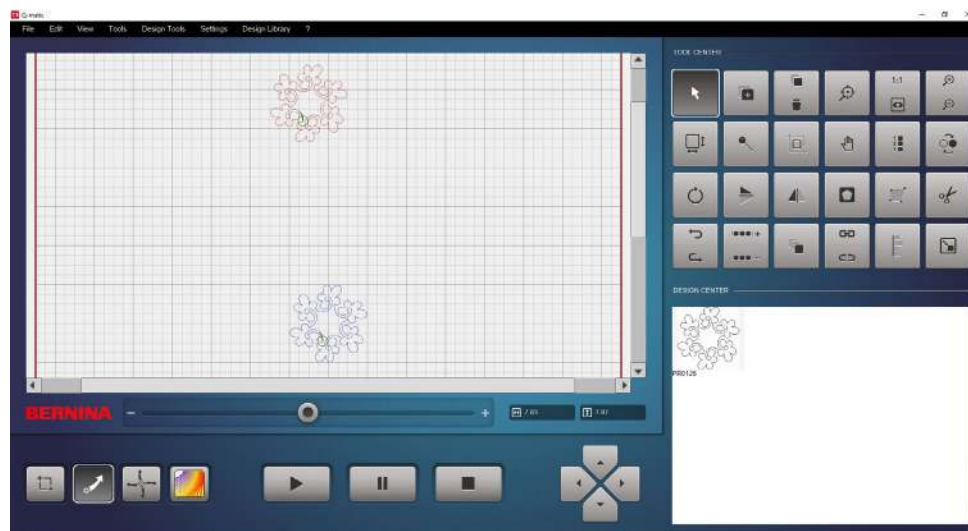 Q-matic
File Edit View Tools Design Tools Settings Design Library ?
TOOL CENTER
1:1
DESIGN CENTER
PR0126
BERNINA